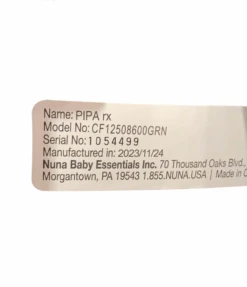 Name: PIPA rx
Model No: CF12508600GRN
Serial No: 1054499
Manufactured in: 2023/11/24
Nuna Baby Essentials Inc. 70 Thousand Oaks Blvd.,
Morgantown, PA 19543 1.855.NUNA.USA | Made in